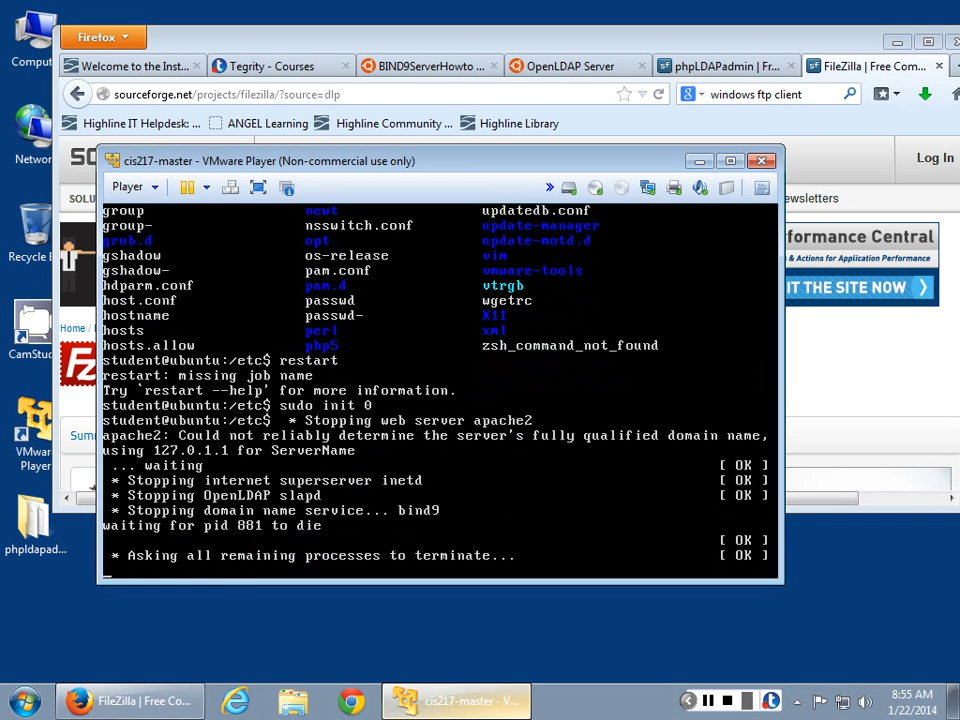 Comput
Firefox
Welcome to the Inst...
Tegrity - Courses
BIND9ServerHowto ...
OpenLDAP Server
phpLDAPadmin | Fr...
FileZilla | Free Com...
sourceforge.net/projects/filezilla/?source=dlp
windows ftp client
Highline IT Helpdesk: ...
ANGEL Learning
Highline Community ...
Highline Library
Networ
Log In
cis217-master - VMware Player (Non-commercial use only)
Player
SOLU
ewsletters
group newt updatedb.conf
group- nsswitch.conf update-manager
grub.d opt update-motd.d
gshadow os-release vim
gshadow- pam.conf vmware-tools
hdparm.conf pam.d vtrgb
host.conf passwd wgetrc
hostname passwd- X11
hosts perl xml
hosts.allow php5 zsh_command_not_found
student@ubuntu:/etc$ restart
restart: missing job name
Try `restart --help' for more information.
student@ubuntu:/etc$ sudo init 0
student@ubuntu:/etc$  * Stopping web server apache2
apache2: Could not reliably determine the server's fully qualified domain name,
using 127.0.1.1 for ServerName
... waiting [ OK ]
* Stopping internet superserver inetd [ OK ]
* Stopping OpenLDAP slapd [ OK ]
* Stopping domain name service... bind9
waiting for pid 881 to die
[ OK ]
* Asking all remaining processes to terminate... [ OK ]
rformance Central
s & Actions for Application Performance
IT THE SITE NOW
Recycle B
Home /
CamStud
Fz
Sum
VMwar
Player
phpldapad...
FileZilla | Free Co...
cis217-master - V...
8:55 AM
1/22/2014